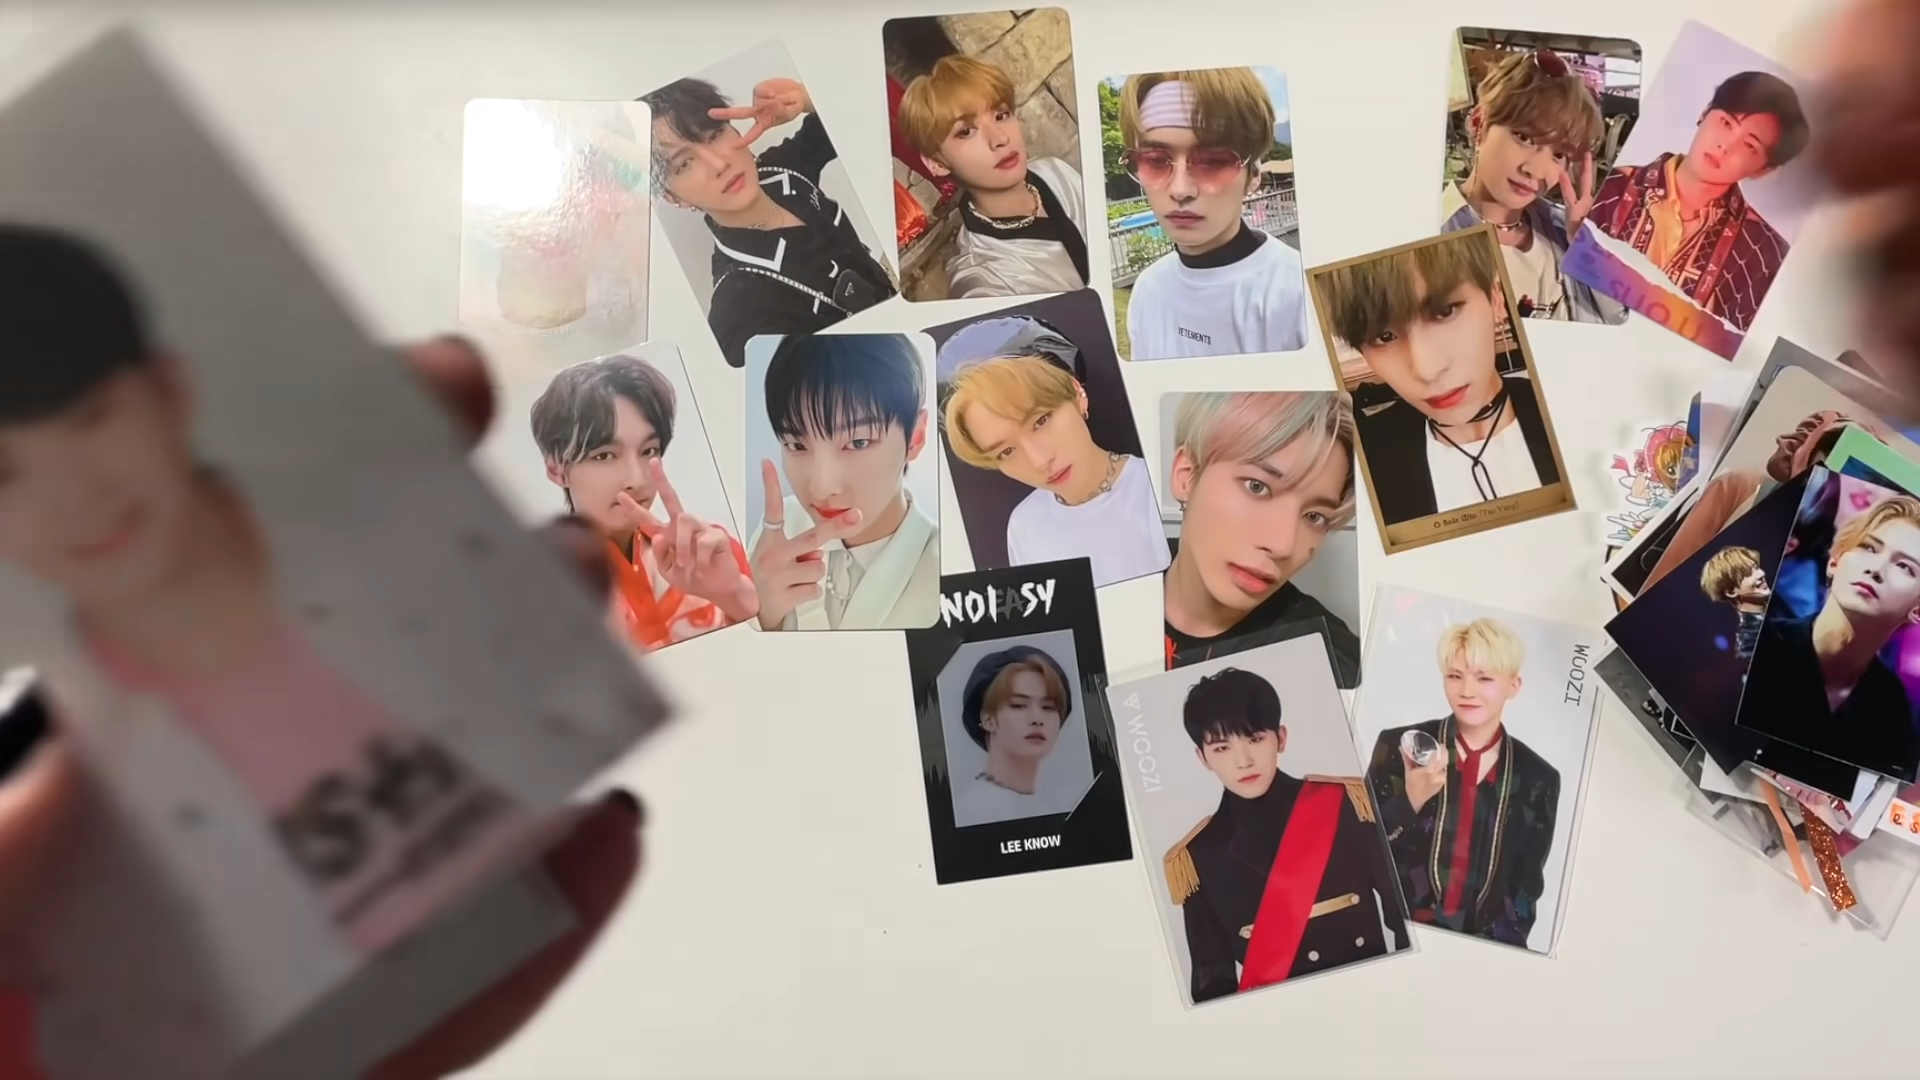 VETEMENTS
O Sole Mio [Tae Yang]
NOIEASY
LEE KNOW
WOOZI
WOOZI